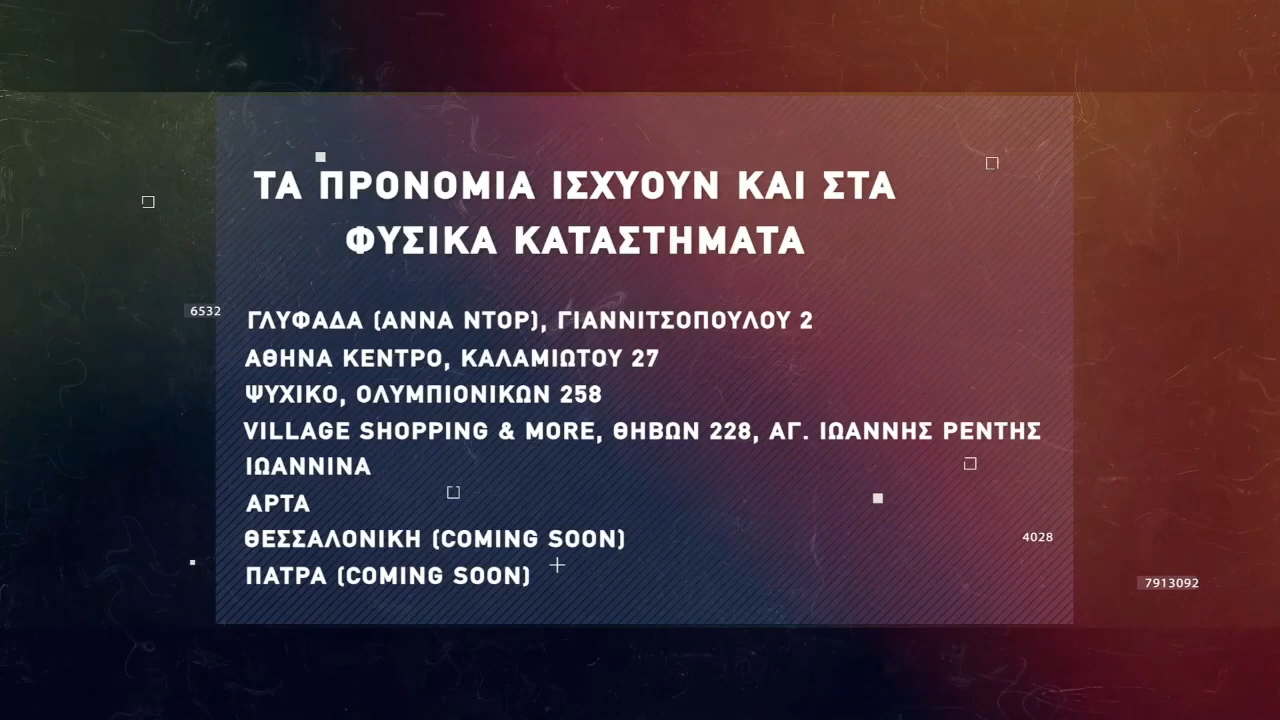 ΤΑ ΠΡΟΝΟΜΙΑ ΙΣΧΥΟΥΝ ΚΑΙ ΣΤΑ
ΦΥΣΙΚΑ ΚΑΤΑΣΤΗΜΑΤΑ
6532
ΓΛΥΦΑΔΑ (ΑΝΝΑ ΝΤΟΡ), ΓΙΑΝΝΙΤΣΟΠΟΥΛΟΥ 2
ΑΘΗΝΑ ΚΕΝΤΡΟ, ΚΑΛΑΜΙΩΤΟΥ 27
ΨΥΧΙΚΟ, ΟΛΥΜΠΙΟΝΙΚΩΝ 258
VILLAGE SHOPPING & MORE, ΘΗΒΩΝ 228, ΑΓ. ΙΩΑΝΝΗΣ ΡΕΝΤΗΣ
ΙΩΑΝΝΙΝΑ
ΑΡΤΑ
ΘΕΣΣΑΛΟΝΙΚΗ (COMING SOON)
4028
ΠΑΤΡΑ (COMING SOON)
7913092